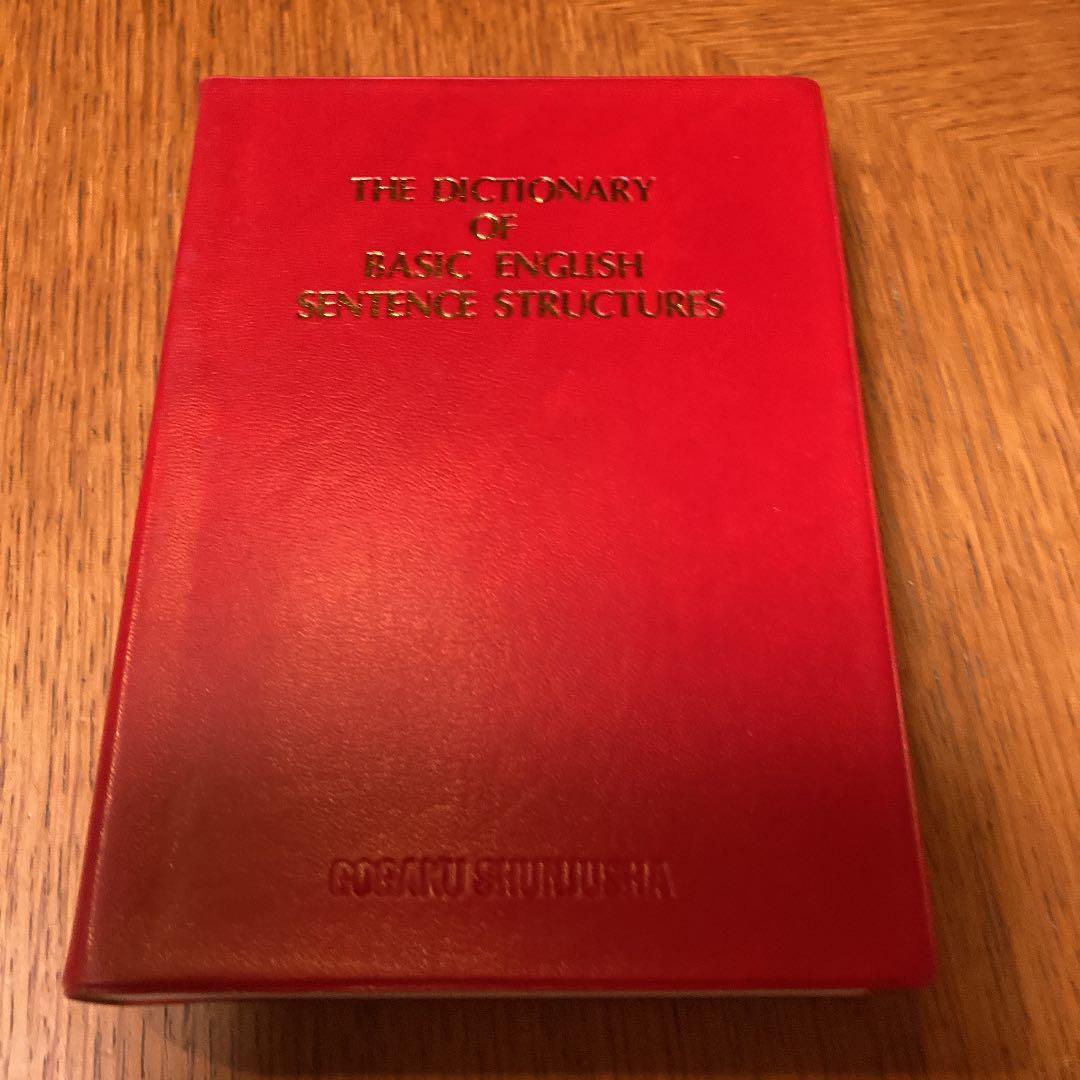 THE DICTIONARY
OF
BASIC ENGLISH
SENTENCE STRUCTURES
GOGAKU SHUNJUSHA